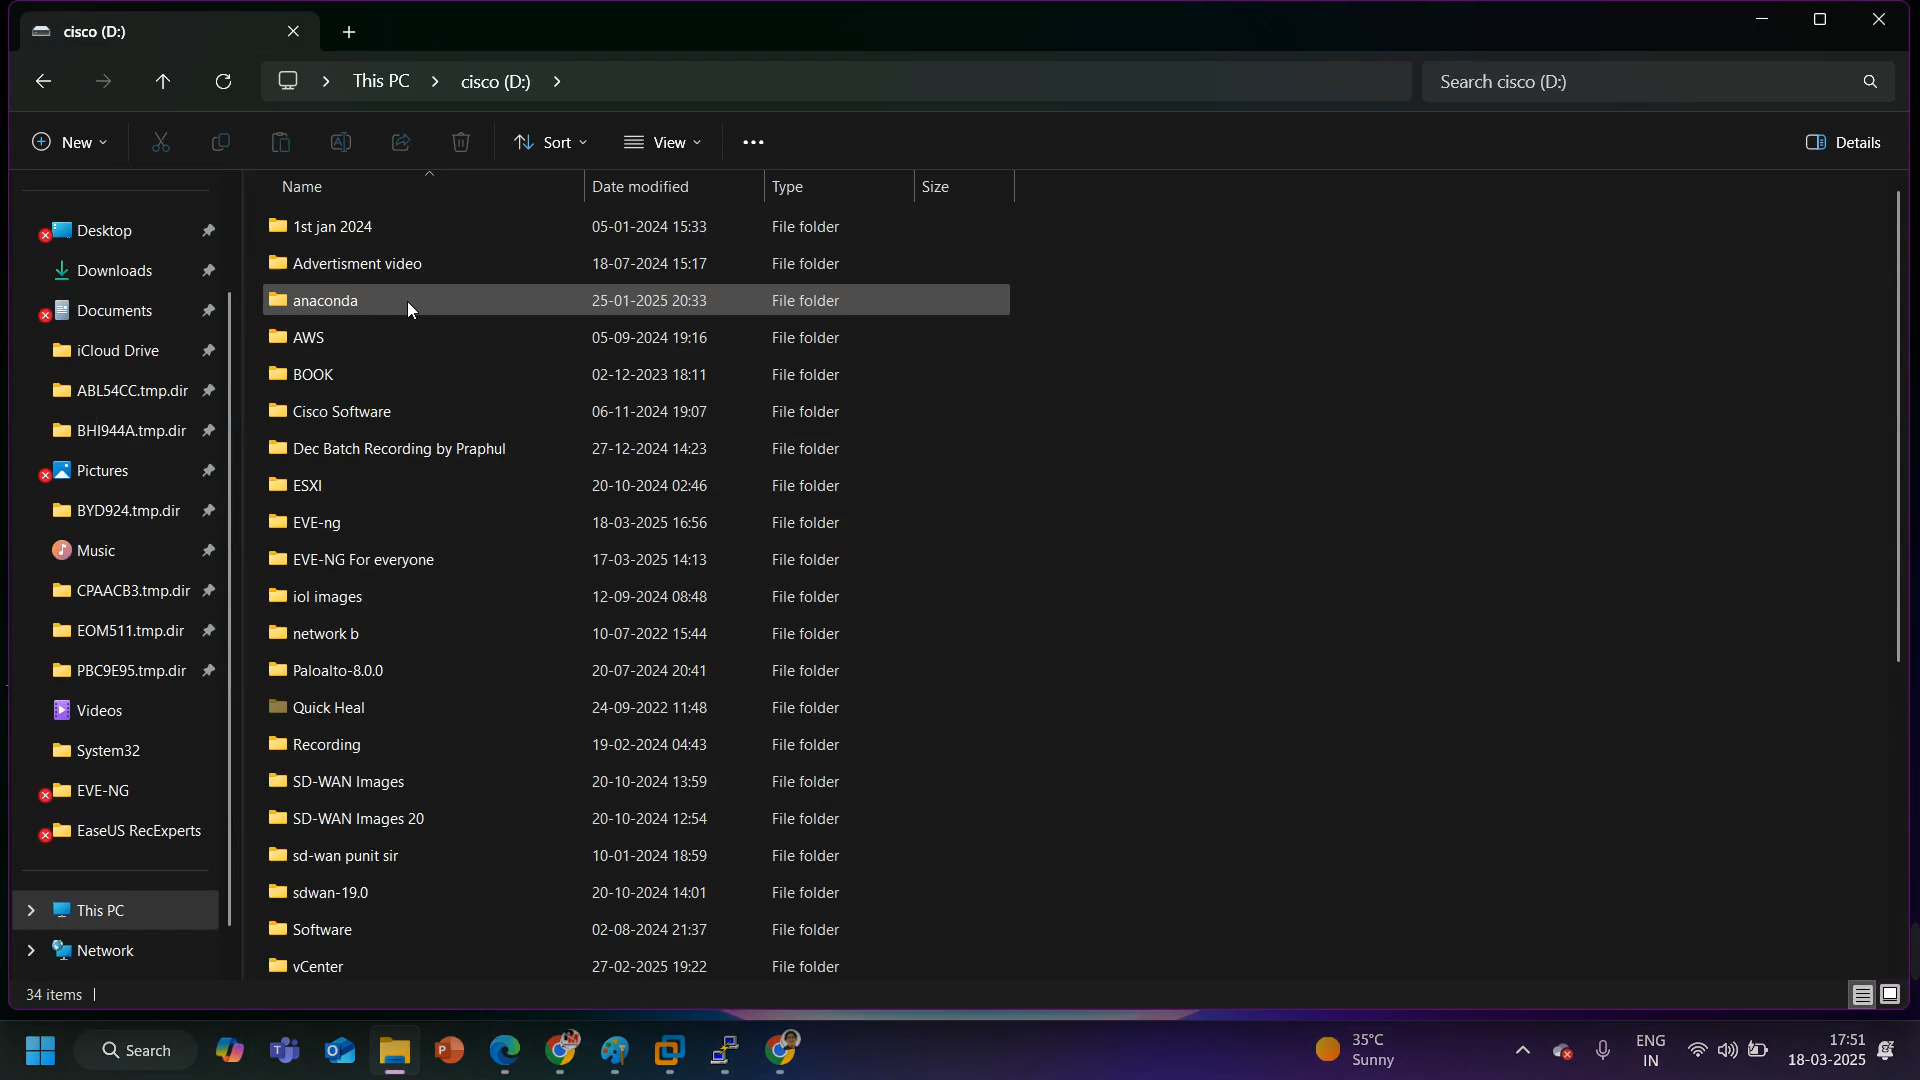 cisco (D:)
This PC
cisco (D:)
Search cisco (D:)
New
Sort
View
Details
Name
Date modified
Type
Size
1st jan 2024 05-01-2024 15:33 File folder
Advertisment video 18-07-2024 15:17 File folder
anaconda 25-01-2025 20:33 File folder
AWS 05-09-2024 19:16 File folder
BOOK 02-12-2023 18:11 File folder
Cisco Software 06-11-2024 19:07 File folder
Dec Batch Recording by Praphul 27-12-2024 14:23 File folder
ESXI 20-10-2024 02:46 File folder
EVE-ng 18-03-2025 16:56 File folder
EVE-NG For everyone 17-03-2025 14:13 File folder
iol images 12-09-2024 08:48 File folder
network b 10-07-2022 15:44 File folder
Paloalto-8.0.0 20-07-2024 20:41 File folder
Quick Heal 24-09-2022 11:48 File folder
Recording 19-02-2024 04:43 File folder
SD-WAN Images 20-10-2024 13:59 File folder
SD-WAN Images 20 20-10-2024 12:54 File folder
sd-wan punit sir 10-01-2024 18:59 File folder
sdwan-19.0 20-10-2024 14:01 File folder
Software 02-08-2024 21:37 File folder
vCenter 27-02-2025 19:22 File folder
Desktop
Downloads
Documents
iCloud Drive
ABL54CC.tmp.dir
BHI944A.tmp.dir
Pictures
BYD924.tmp.dir
Music
CPAACB3.tmp.dir
EOM511.tmp.dir
PBC9E95.tmp.dir
Videos
System32
EVE-NG
EaseUS RecExperts
This PC
Network
34 items
Search
35°C
Sunny
ENG
IN
17:51
18-03-2025